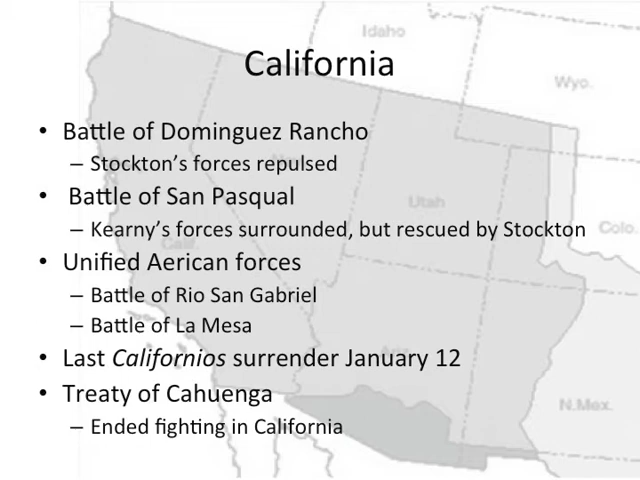 Idaho
California
Wyo.
• Battle of Dominguez Rancho
– Stockton's forces repulsed
• Battle of San Pasqual
Utah
– Kearny's forces surrounded, but rescued by Stockton
Colo.
Calif.
• Unified Aerican forces
– Battle of Rio San Gabriel
– Battle of La Mesa
• Last Californios surrender January 12
• Treaty of Cahuenga
N.Mex.
– Ended fighting in California